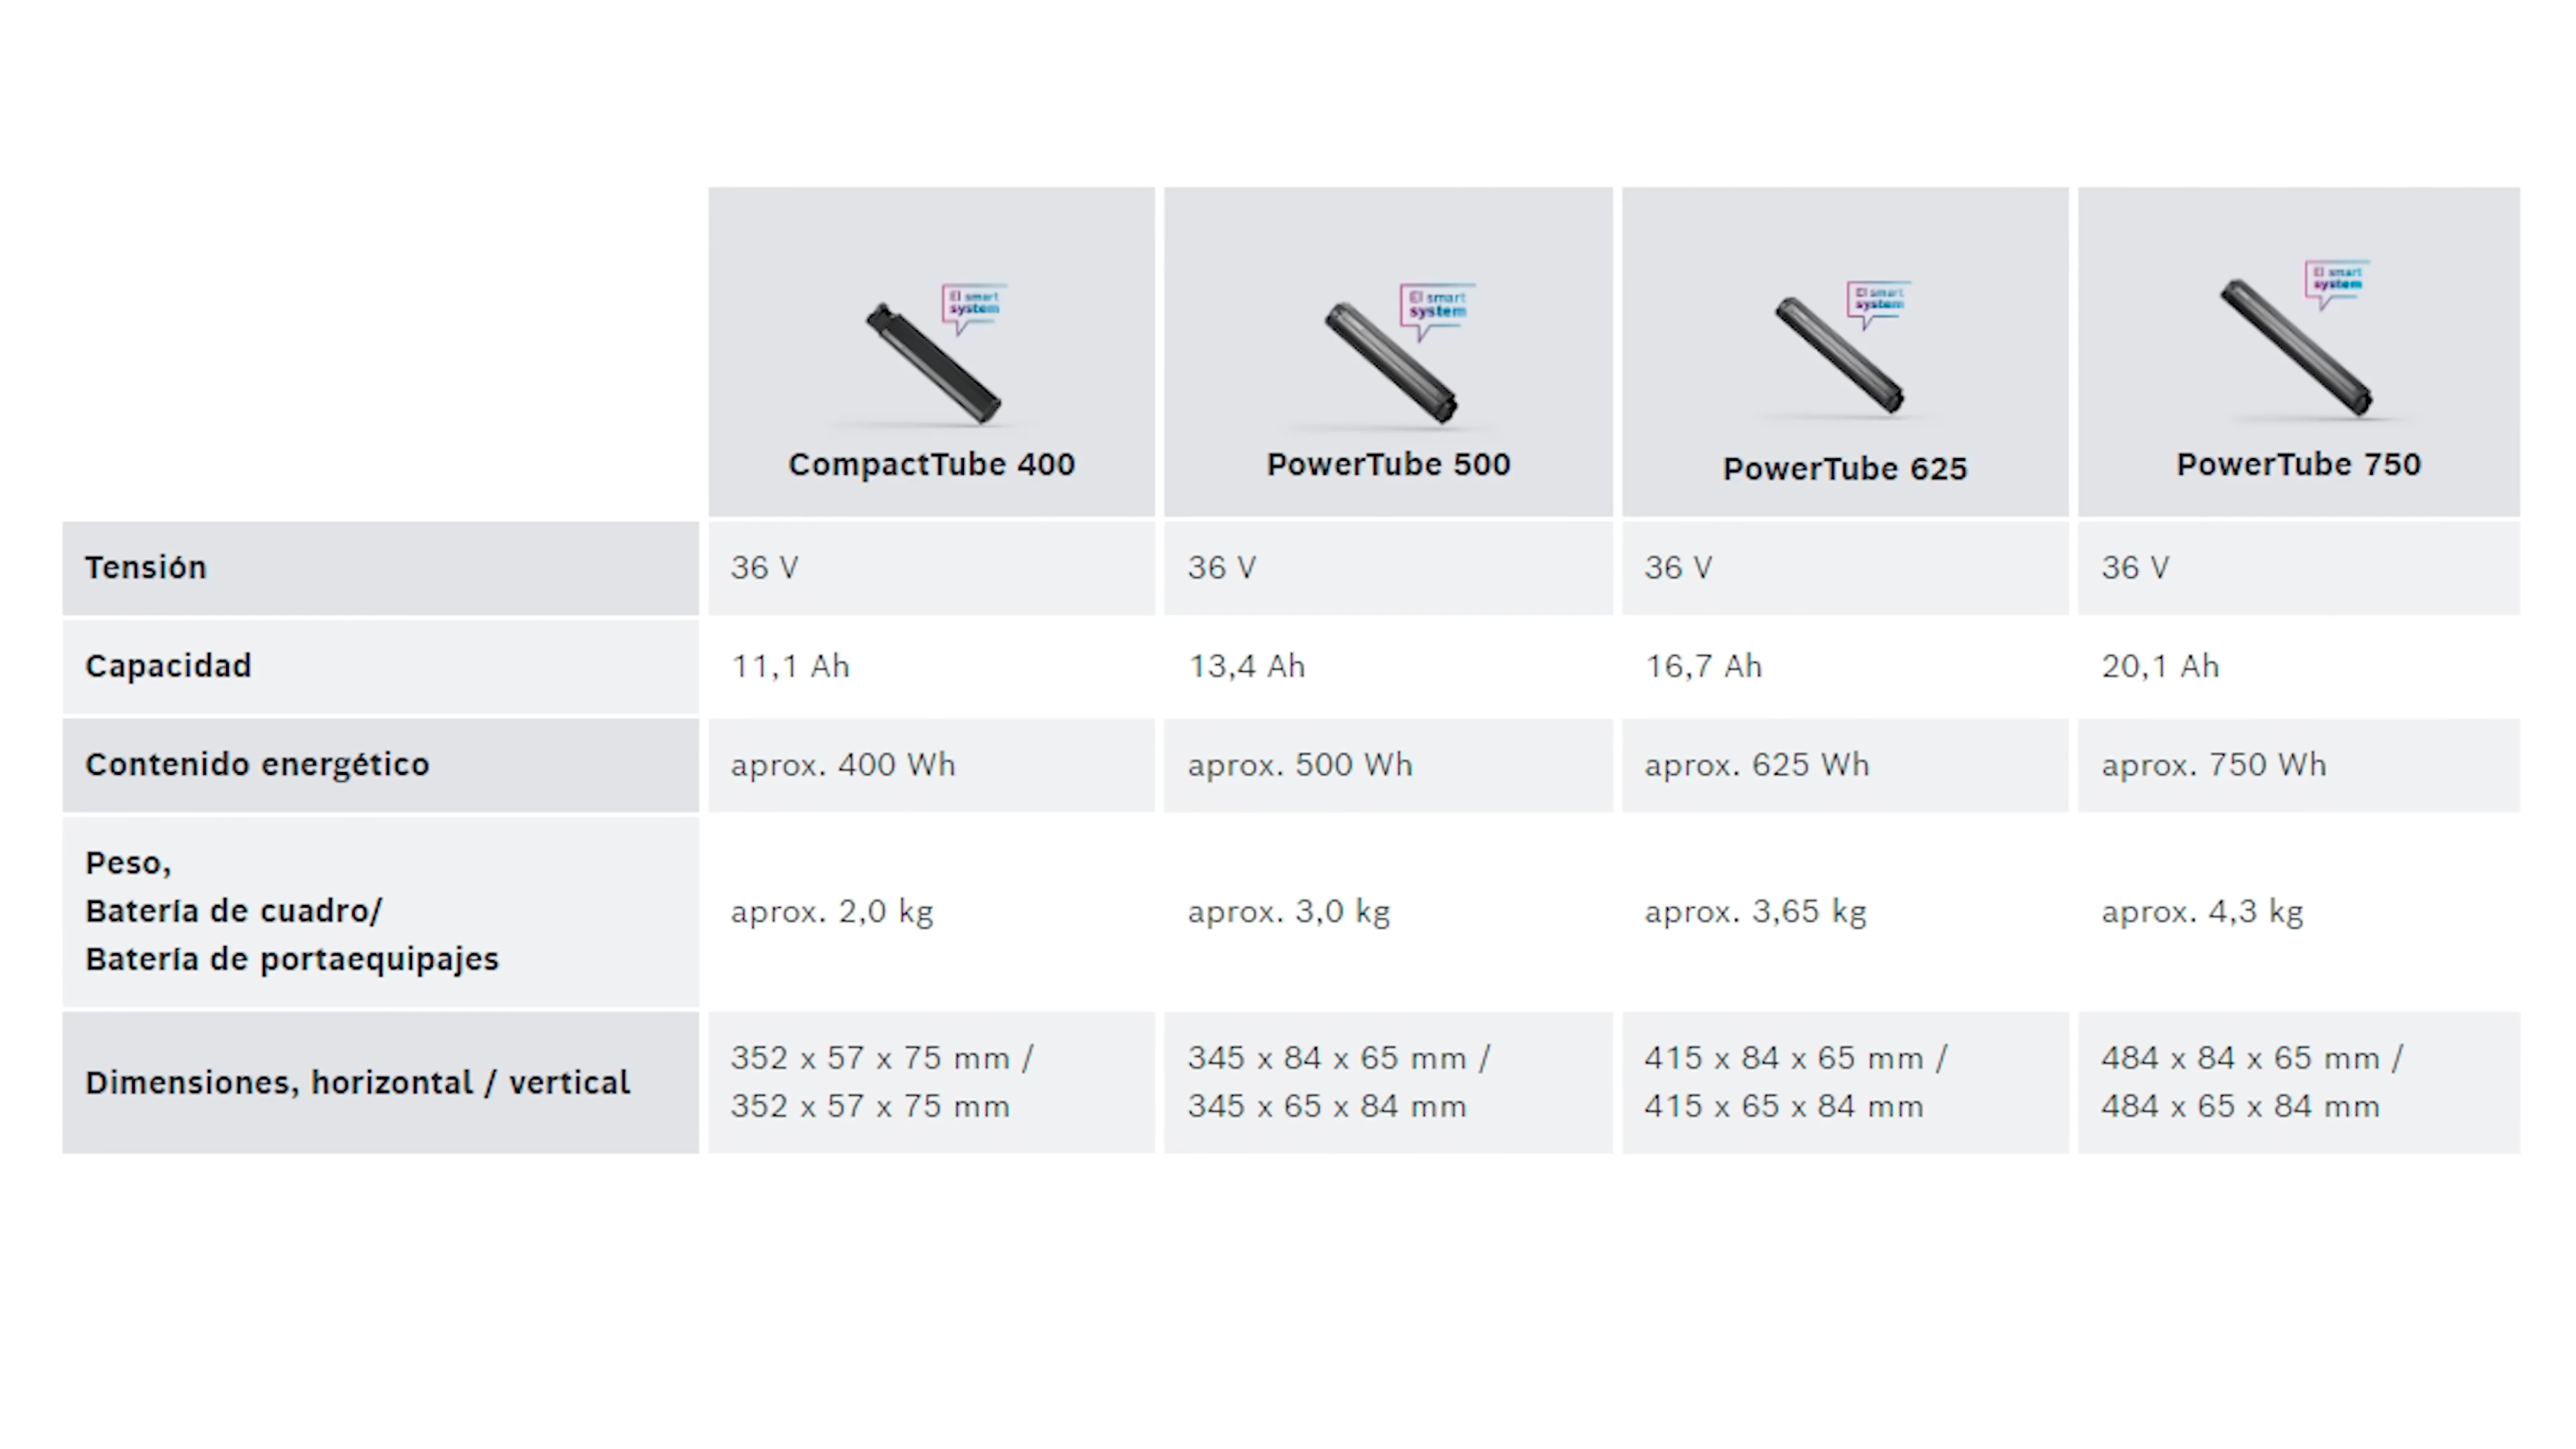 El smart
system
El smart
system
El smart
system
El smart
system
CompactTube 400
PowerTube 500
PowerTube 625
PowerTube 750
Tensión
36 V
36 V
36 V
36 V
Capacidad
11,1 Ah
13,4 Ah
16,7 Ah
20,1 Ah
Contenido energético
aprox. 400 Wh
aprox. 500 Wh
aprox. 625 Wh
aprox. 750 Wh
Peso,
Batería de cuadro/
Batería de portaequipajes
aprox. 2,0 kg
aprox. 3,0 kg
aprox. 3,65 kg
aprox. 4,3 kg
Dimensiones, horizontal / vertical
352 x 57 x 75 mm /
352 x 57 x 75 mm
345 x 84 x 65 mm /
345 x 65 x 84 mm
415 x 84 x 65 mm /
415 x 65 x 84 mm
484 x 84 x 65 mm /
484 x 65 x 84 mm